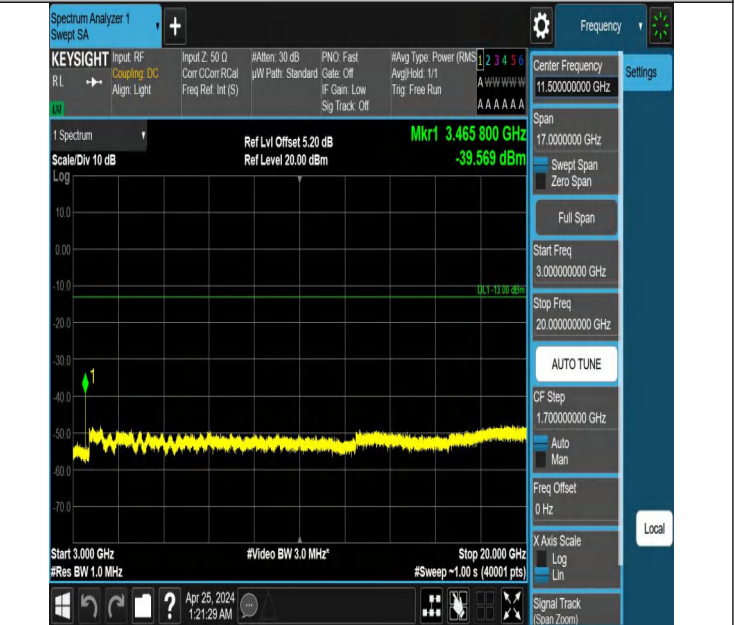 Spectrum Analyzer 1
Swept SA
+
Frequency
KEYSIGHT
RL
Input: RF
Coupling: DC
Align: Light
Input Z: 50 Ω
Corr CCorr RCal
Freq Ref: Int (S)
#Atten: 30 dB
µW Path: Standard
PNO: Fast
Gate: Off
IF Gain: Low
Sig Track: Off
#Avg Type: Power (RMS
Avg|Hold: 1/1
Trig: Free Run
1 2 3 4 5 6
A W W W W W
A A A A A A
1 Spectrum
Scale/Div 10 dB
Log
Ref Lvl Offset 5.20 dB
Ref Level 20.00 dBm
Mkr1 3.465 800 GHz
-39.569 dBm
10.0
0.00
-10.0
DL1 -13.00 dBm
-20.0
-30.0
1
-40.0
-50.0
-60.0
-70.0
Start 3.000 GHz
#Video BW 3.0 MHz*
Stop 20.000 GHz
#Res BW 1.0 MHz
#Sweep ~1.00 s (40001 pts)
?
Apr 25, 2024
1:21:29 AM
Center Frequency
11.500000000 GHz
Settings
Span
17.0000000 GHz
Swept Span
Zero Span
Full Span
Start Freq
3.000000000 GHz
Stop Freq
20.000000000 GHz
AUTO TUNE
CF Step
1.700000000 GHz
Auto
Man
Freq Offset
0 Hz
X Axis Scale
Log
Lin
Local
Signal Track
(Span Zoom)